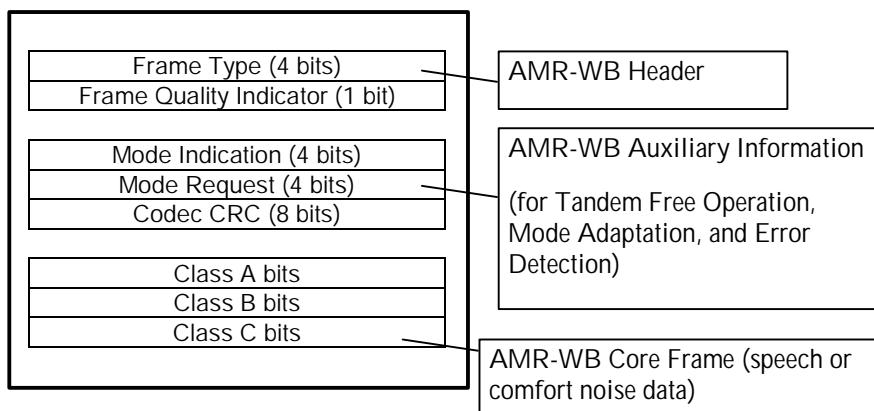 Frame Type (4 bits)
Frame Quality Indicator (1 bit)
AMR-WB Header
Mode Indication (4 bits)
Mode Request (4 bits)
Codec CRC (8 bits)
AMR-WB Auxiliary Information
(for Tandem Free Operation,
Mode Adaptation, and Error
Detection)
Class A bits
Class B bits
Class C bits
AMR-WB Core Frame (speech or
comfort noise data)